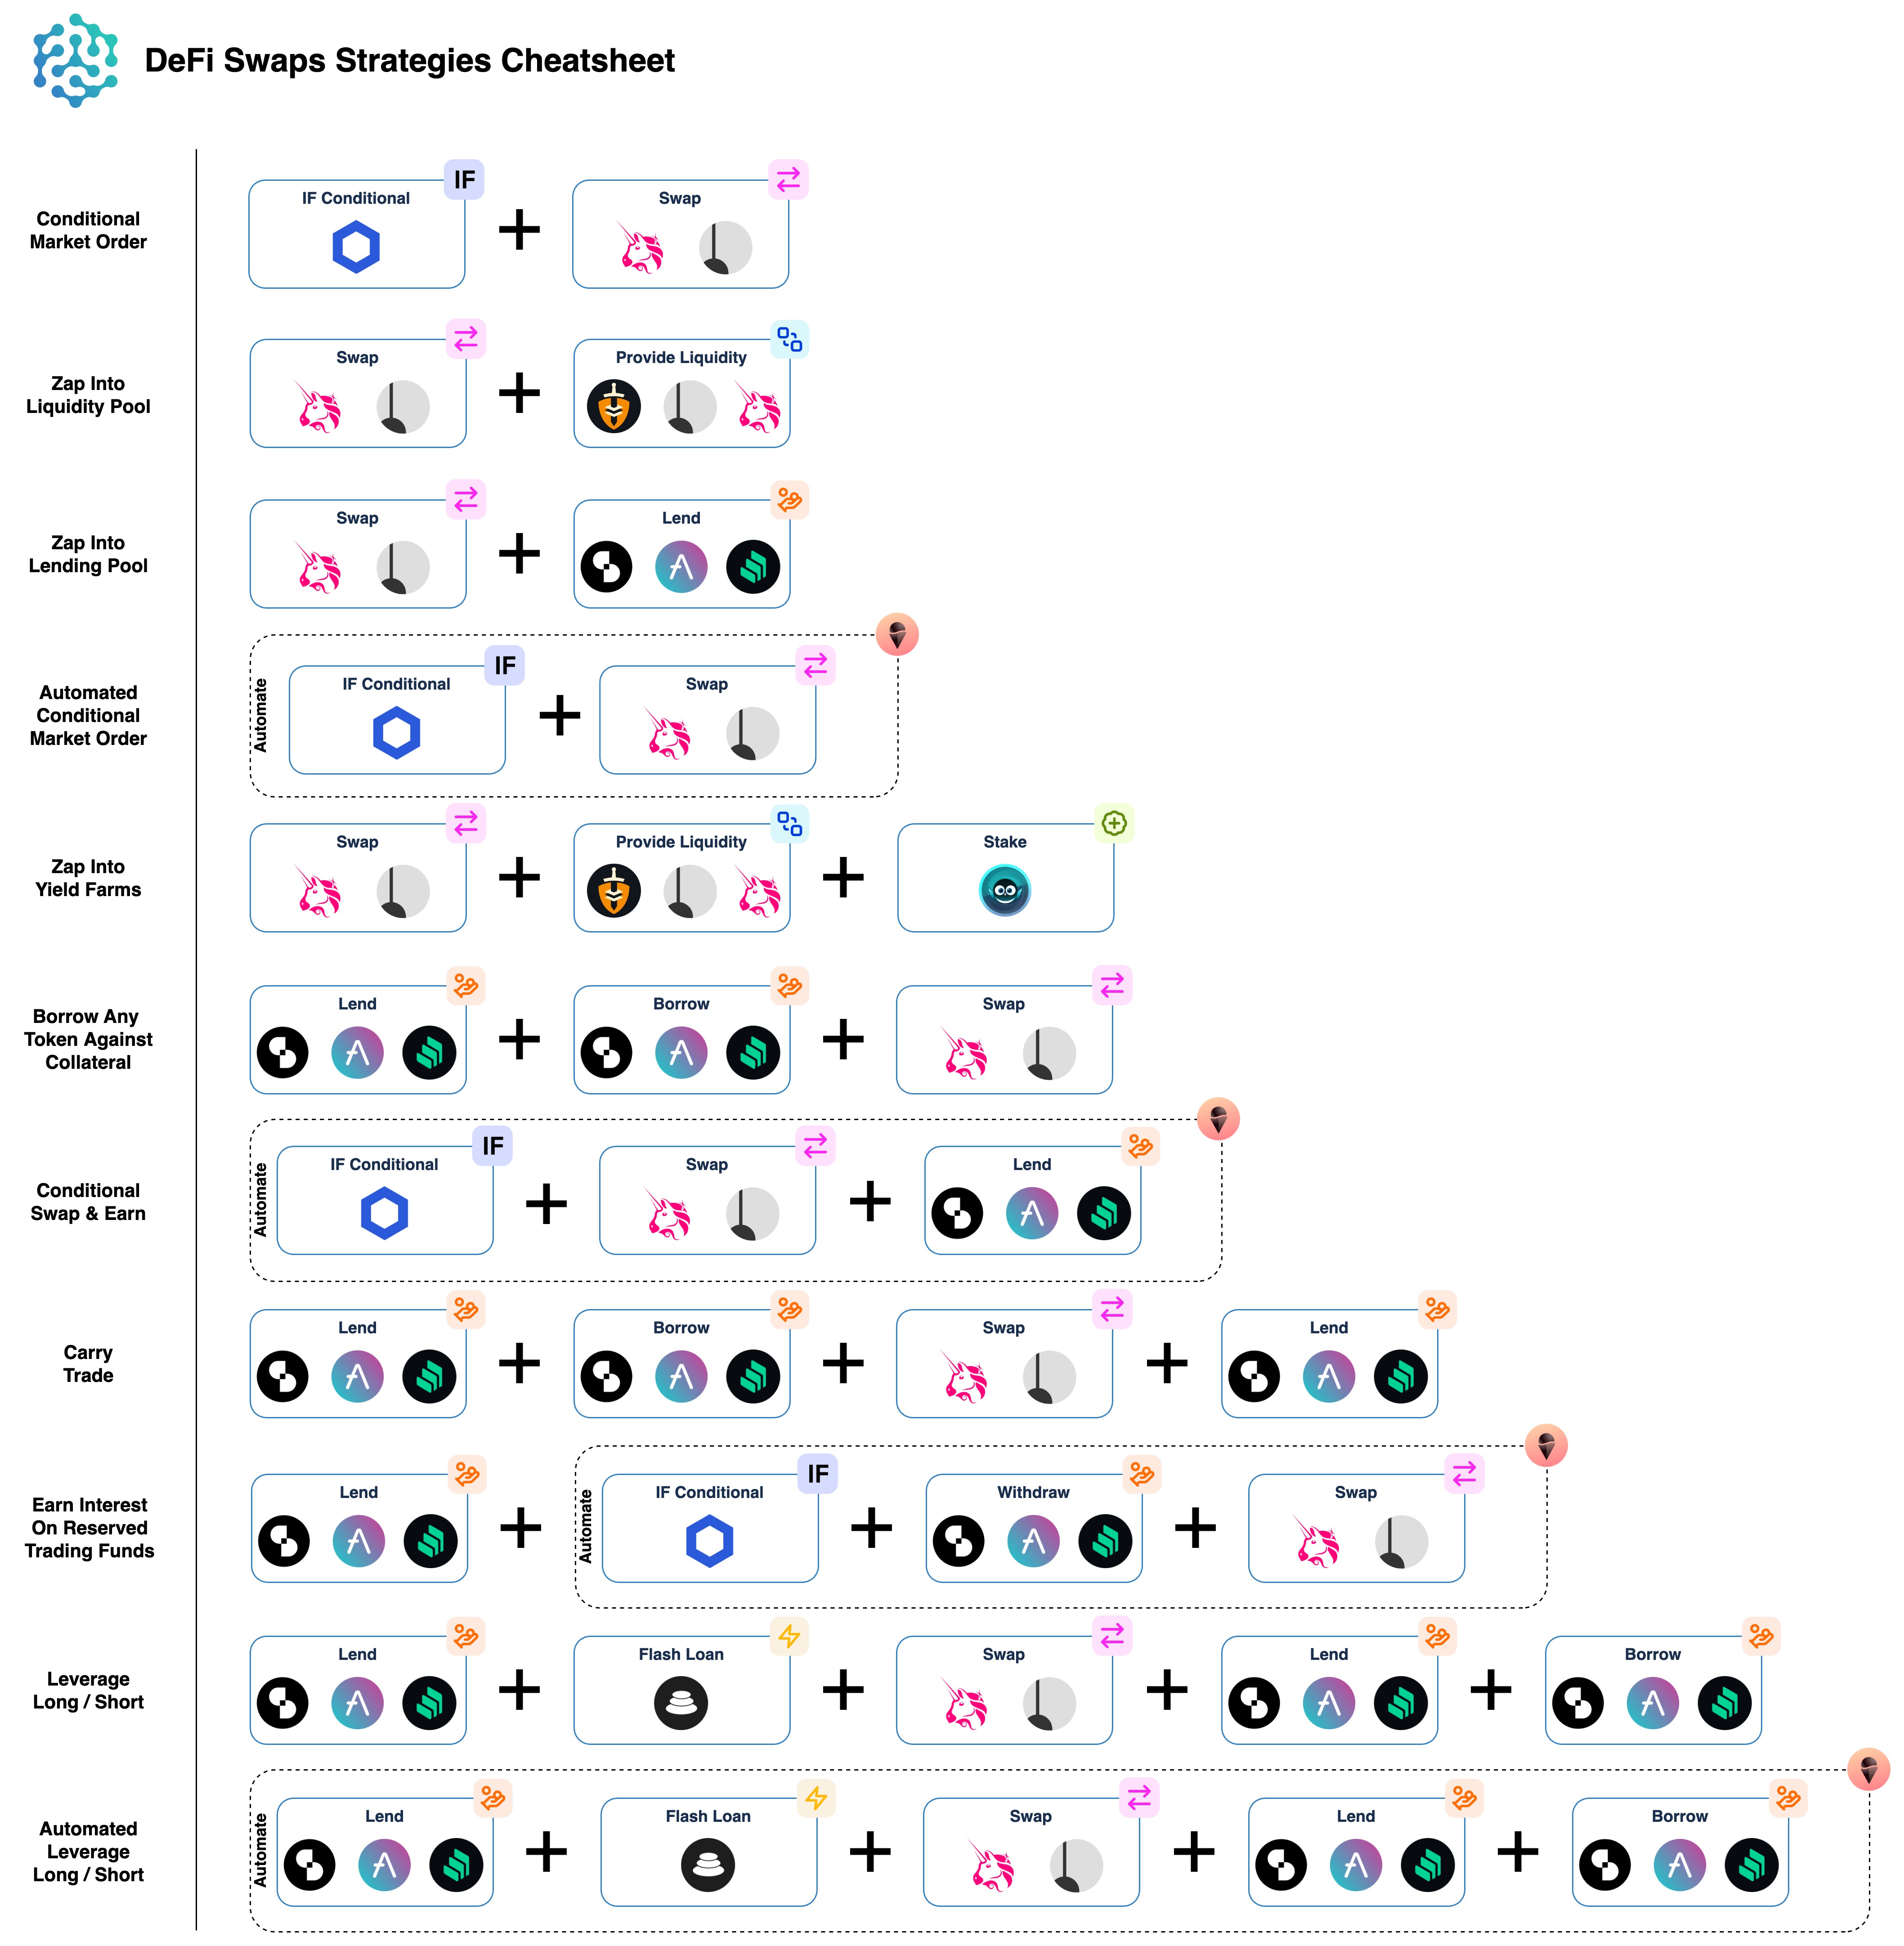 DeFi Swaps Strategies Cheatsheet
Conditional
Market Order
IF Conditional
IF
Swap
Zap Into
Liquidity Pool
Swap
Provide Liquidity
Zap Into
Lending Pool
Swap
Lend
Automated
Conditional
Market Order
Automate
IF Conditional
IF
Swap
Zap Into
Yield Farms
Swap
Provide Liquidity
Stake
Borrow Any
Token Against
Collateral
Lend
Borrow
Swap
Conditional
Swap & Earn
Automate
IF Conditional
IF
Swap
Lend
Carry
Trade
Lend
Borrow
Swap
Lend
Earn Interest
On Reserved
Trading Funds
Lend
Automate
IF Conditional
IF
Withdraw
Swap
Leverage
Long / Short
Lend
Flash Loan
Swap
Lend
Borrow
Automated
Leverage
Long / Short
Automate
Lend
Flash Loan
Swap
Lend
Borrow